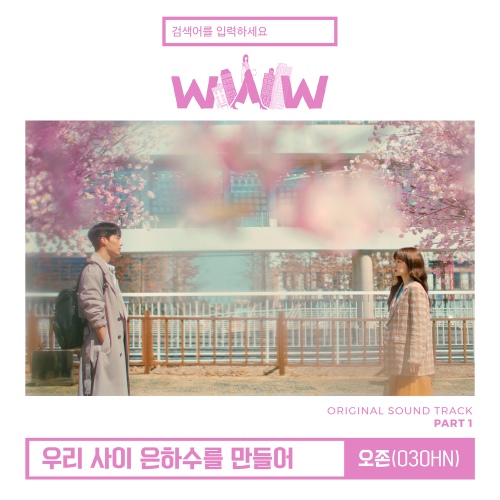 검색어를 입력하세요
WWW
ORIGINAL SOUND TRACK
PART 1
우리 사이 은하수를 만들어
오존(O3OHN)